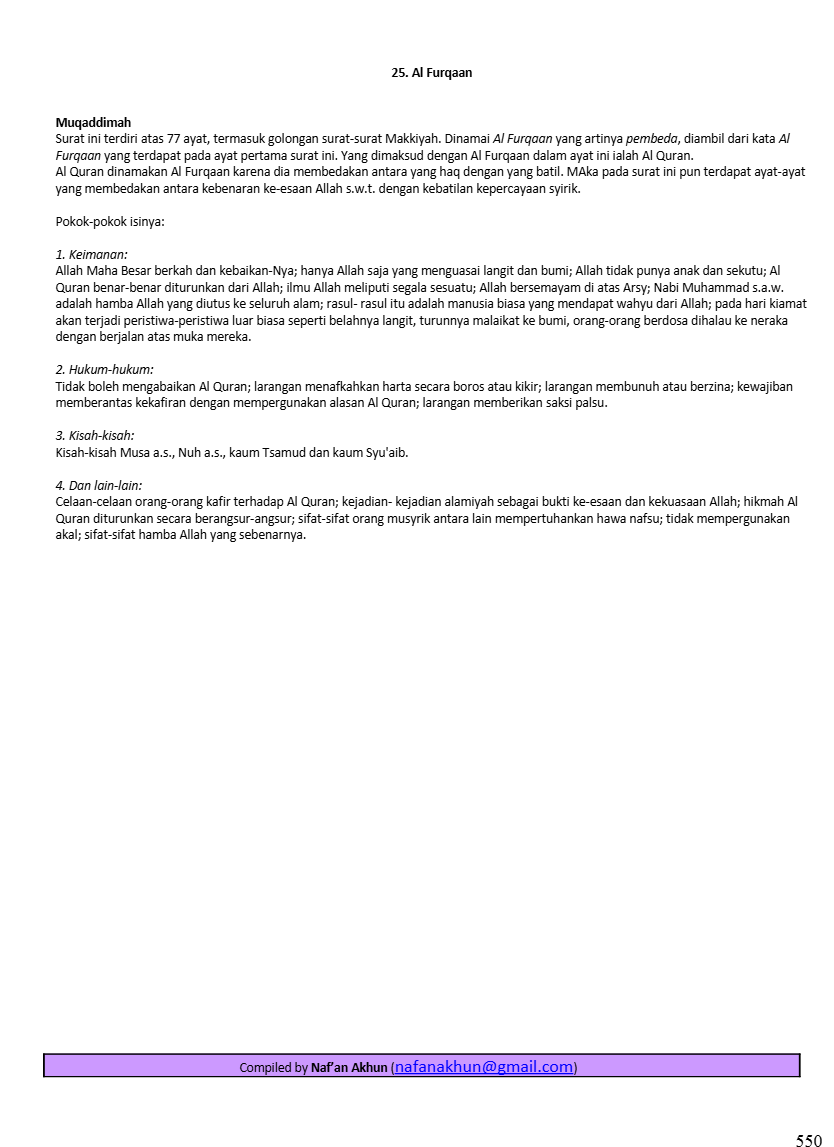 25. Al Furqaan
Muqaddimah
Surat ini terdiri atas 77 ayat, termasuk golongan surat-surat Makkiyah. Dinamai Al Furqaan yang artinya pembeda, diambil dari kata Al
Furqaan yang terdapat pada ayat pertama surat ini. Yang dimaksud dengan Al Furqaan dalam ayat ini ialah Al Quran.
Al Quran dinamakan Al Furqaan karena dia membedakan antara yang haq dengan yang batil. MAka pada surat ini pun terdapat ayat-ayat
yang membedakan antara kebenaran ke-esaan Allah s.w.t. dengan kebatilan kepercayaan syirik.
Pokok-pokok isinya:
1. Keimanan:
Allah Maha Besar berkah dan kebaikan-Nya; hanya Allah saja yang menguasai langit dan bumi; Allah tidak punya anak dan sekutu; Al
Quran benar-benar diturunkan dari Allah; ilmu Allah meliputi segala sesuatu; Allah bersemayam di atas Arsy; Nabi Muhammad s.a.w.
adalah hamba Allah yang diutus ke seluruh alam; rasul- rasul itu adalah manusia biasa yang mendapat wahyu dari Allah; pada hari kiamat
akan terjadi peristiwa-peristiwa luar biasa seperti belahnya langit, turunnya malaikat ke bumi, orang-orang berdosa dihalau ke neraka
dengan berjalan atas muka mereka.
2. Hukum-hukum:
Tidak boleh mengabaikan Al Quran; larangan menafkahkan harta secara boros atau kikir; larangan membunuh atau berzina; kewajiban
memberantas kekafiran dengan mempergunakan alasan Al Quran; larangan memberikan saksi palsu.
3. Kisah-kisah:
Kisah-kisah Musa a.s., Nuh a.s., kaum Tsamud dan kaum Syu'aib.
4. Dan lain-lain:
Celaan-celaan orang-orang kafir terhadap Al Quran; kejadian- kejadian alamiyah sebagai bukti ke-esaan dan kekuasaan Allah; hikmah Al
Quran diturunkan secara berangsur-angsur; sifat-sifat orang musyrik antara lain mempertuhankan hawa nafsu; tidak mempergunakan
akal; sifat-sifat hamba Allah yang sebenarnya.
Compiled by Naf’an Akhun (nafanakhun@gmail.com)
550